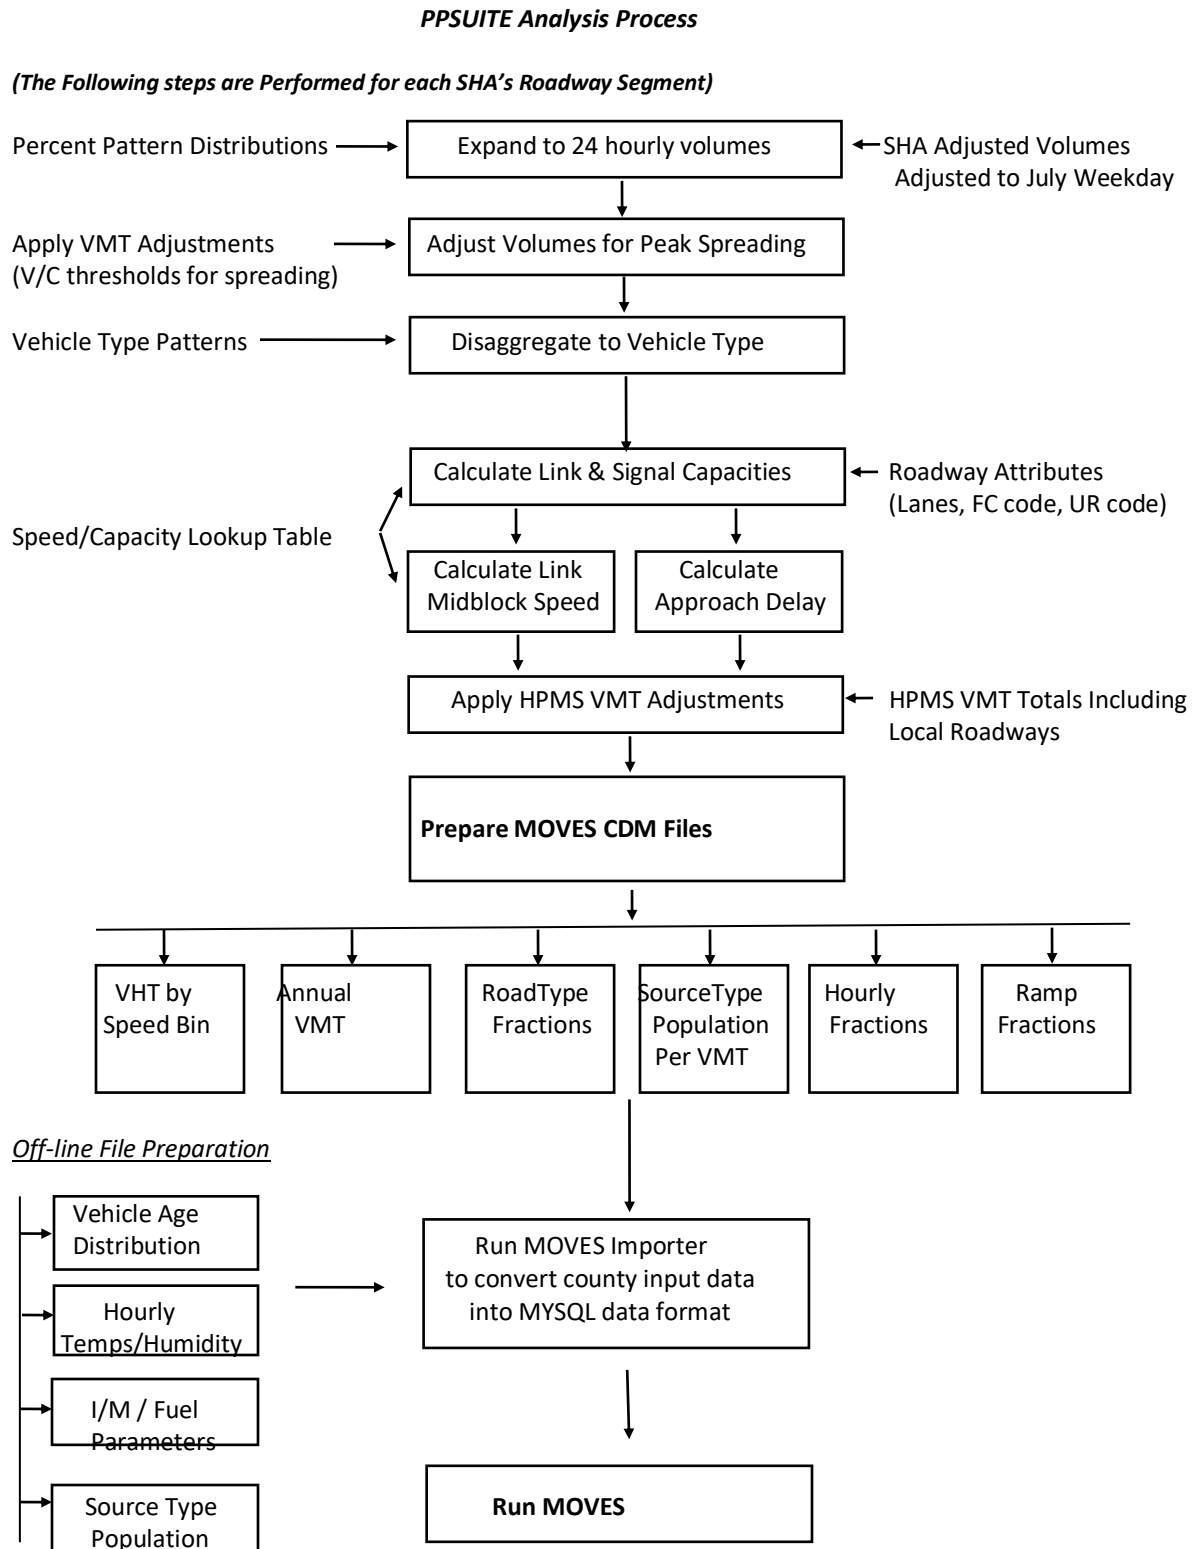 PPSUITE Analysis Process
(The Following steps are Performed for each SHA's Roadway Segment)
Percent Pattern Distributions
Expand to 24 hourly volumes
SHA Adjusted Volumes
Adjusted to July Weekday
Apply VMT Adjustments
(V/C thresholds for spreading)
Adjust Volumes for Peak Spreading
Vehicle Type Patterns
Disaggregate to Vehicle Type
Calculate Link & Signal Capacities
Roadway Attributes
(Lanes, FC code, UR code)
Speed/Capacity Lookup Table
Calculate Link
Midblock Speed
Calculate
Approach Delay
Apply HPMS VMT Adjustments
HPMS VMT Totals Including
Local Roadways
Prepare MOVES CDM Files
VHT by
Speed Bin
Annual
VMT
RoadType
Fractions
SourceType
Population
Per VMT
Hourly
Fractions
Ramp
Fractions
Off-line File Preparation
Vehicle Age
Distribution
Hourly
Temps/Humidity
I/M / Fuel
Parameters
Source Type
Population
Run MOVES Importer
to convert county input data
into MYSQL data format
Run MOVES